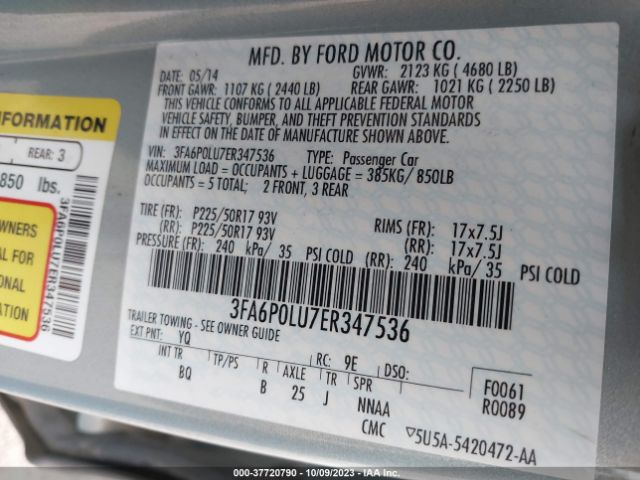 MFD. BY FORD MOTOR CO.
DATE: 05/14 GVWR: 2123 KG ( 4680 LB)
FRONT GAWR: 1107 KG ( 2440 LB) REAR GAWR: 1021 KG ( 2250 LB)
THIS VEHICLE CONFORMS TO ALL APPLICABLE FEDERAL MOTOR
VEHICLE SAFETY, BUMPER, AND THEFT PREVENTION STANDARDS
IN EFFECT ON THE DATE OF MANUFACTURE SHOWN ABOVE.
VIN: 3FA6P0LU7ER347536 TYPE: Passenger Car
MAXIMUM LOAD = OCCUPANTS + LUGGAGE = 385KG/ 850LB
OCCUPANTS = 5 TOTAL; 2 FRONT, 3 REAR
TIRE (FR): P225/50R17 93V RIMS (FR): 17x7.5J
(RR): P225/50R17 93V (RR): 17x7.5J
PRESSURE (FR): 240 kPa/ 35 PSI COLD (RR): 240 kPa/ 35 PSI COLD
3FA6P0LU7ER347536
TRAILER TOWING - SEE OWNER GUIDE
EXT PNT: YQ RC: 9E DSO: F0061
INT TR TP/PS R AXLE TR SPR R0089
BQ B 25 J NNAA
CMC ▽5U5A-5420472-AA
INFORMATION
REAR: 3
850 lbs.
WNERS
AL FOR
ONAL
3FA6P0LU7ER347536
000-37720790 - 10/09/2023 - IAA Inc.